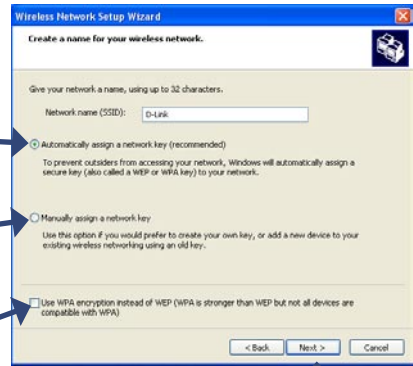 Wireless Network Setup Wizard
Create a name for your wireless network.
Give your network a name, using up to 32 characters.
Network name (SSID): D-Link
Automatically assign a network key (recommended)
To prevent outsiders from accessing your network, Windows will automatically assign a
secure key (also called a WEP or WPA key) to your network.
Manually assign a network key
Use this option if you would prefer to create your own key, or add a new device to your
existing wireless networking using an old key.
Use WPA encryption instead of WEP (WPA is stronger than WEP but not all devices are
compatible with WPA)
< Back Next > Cancel